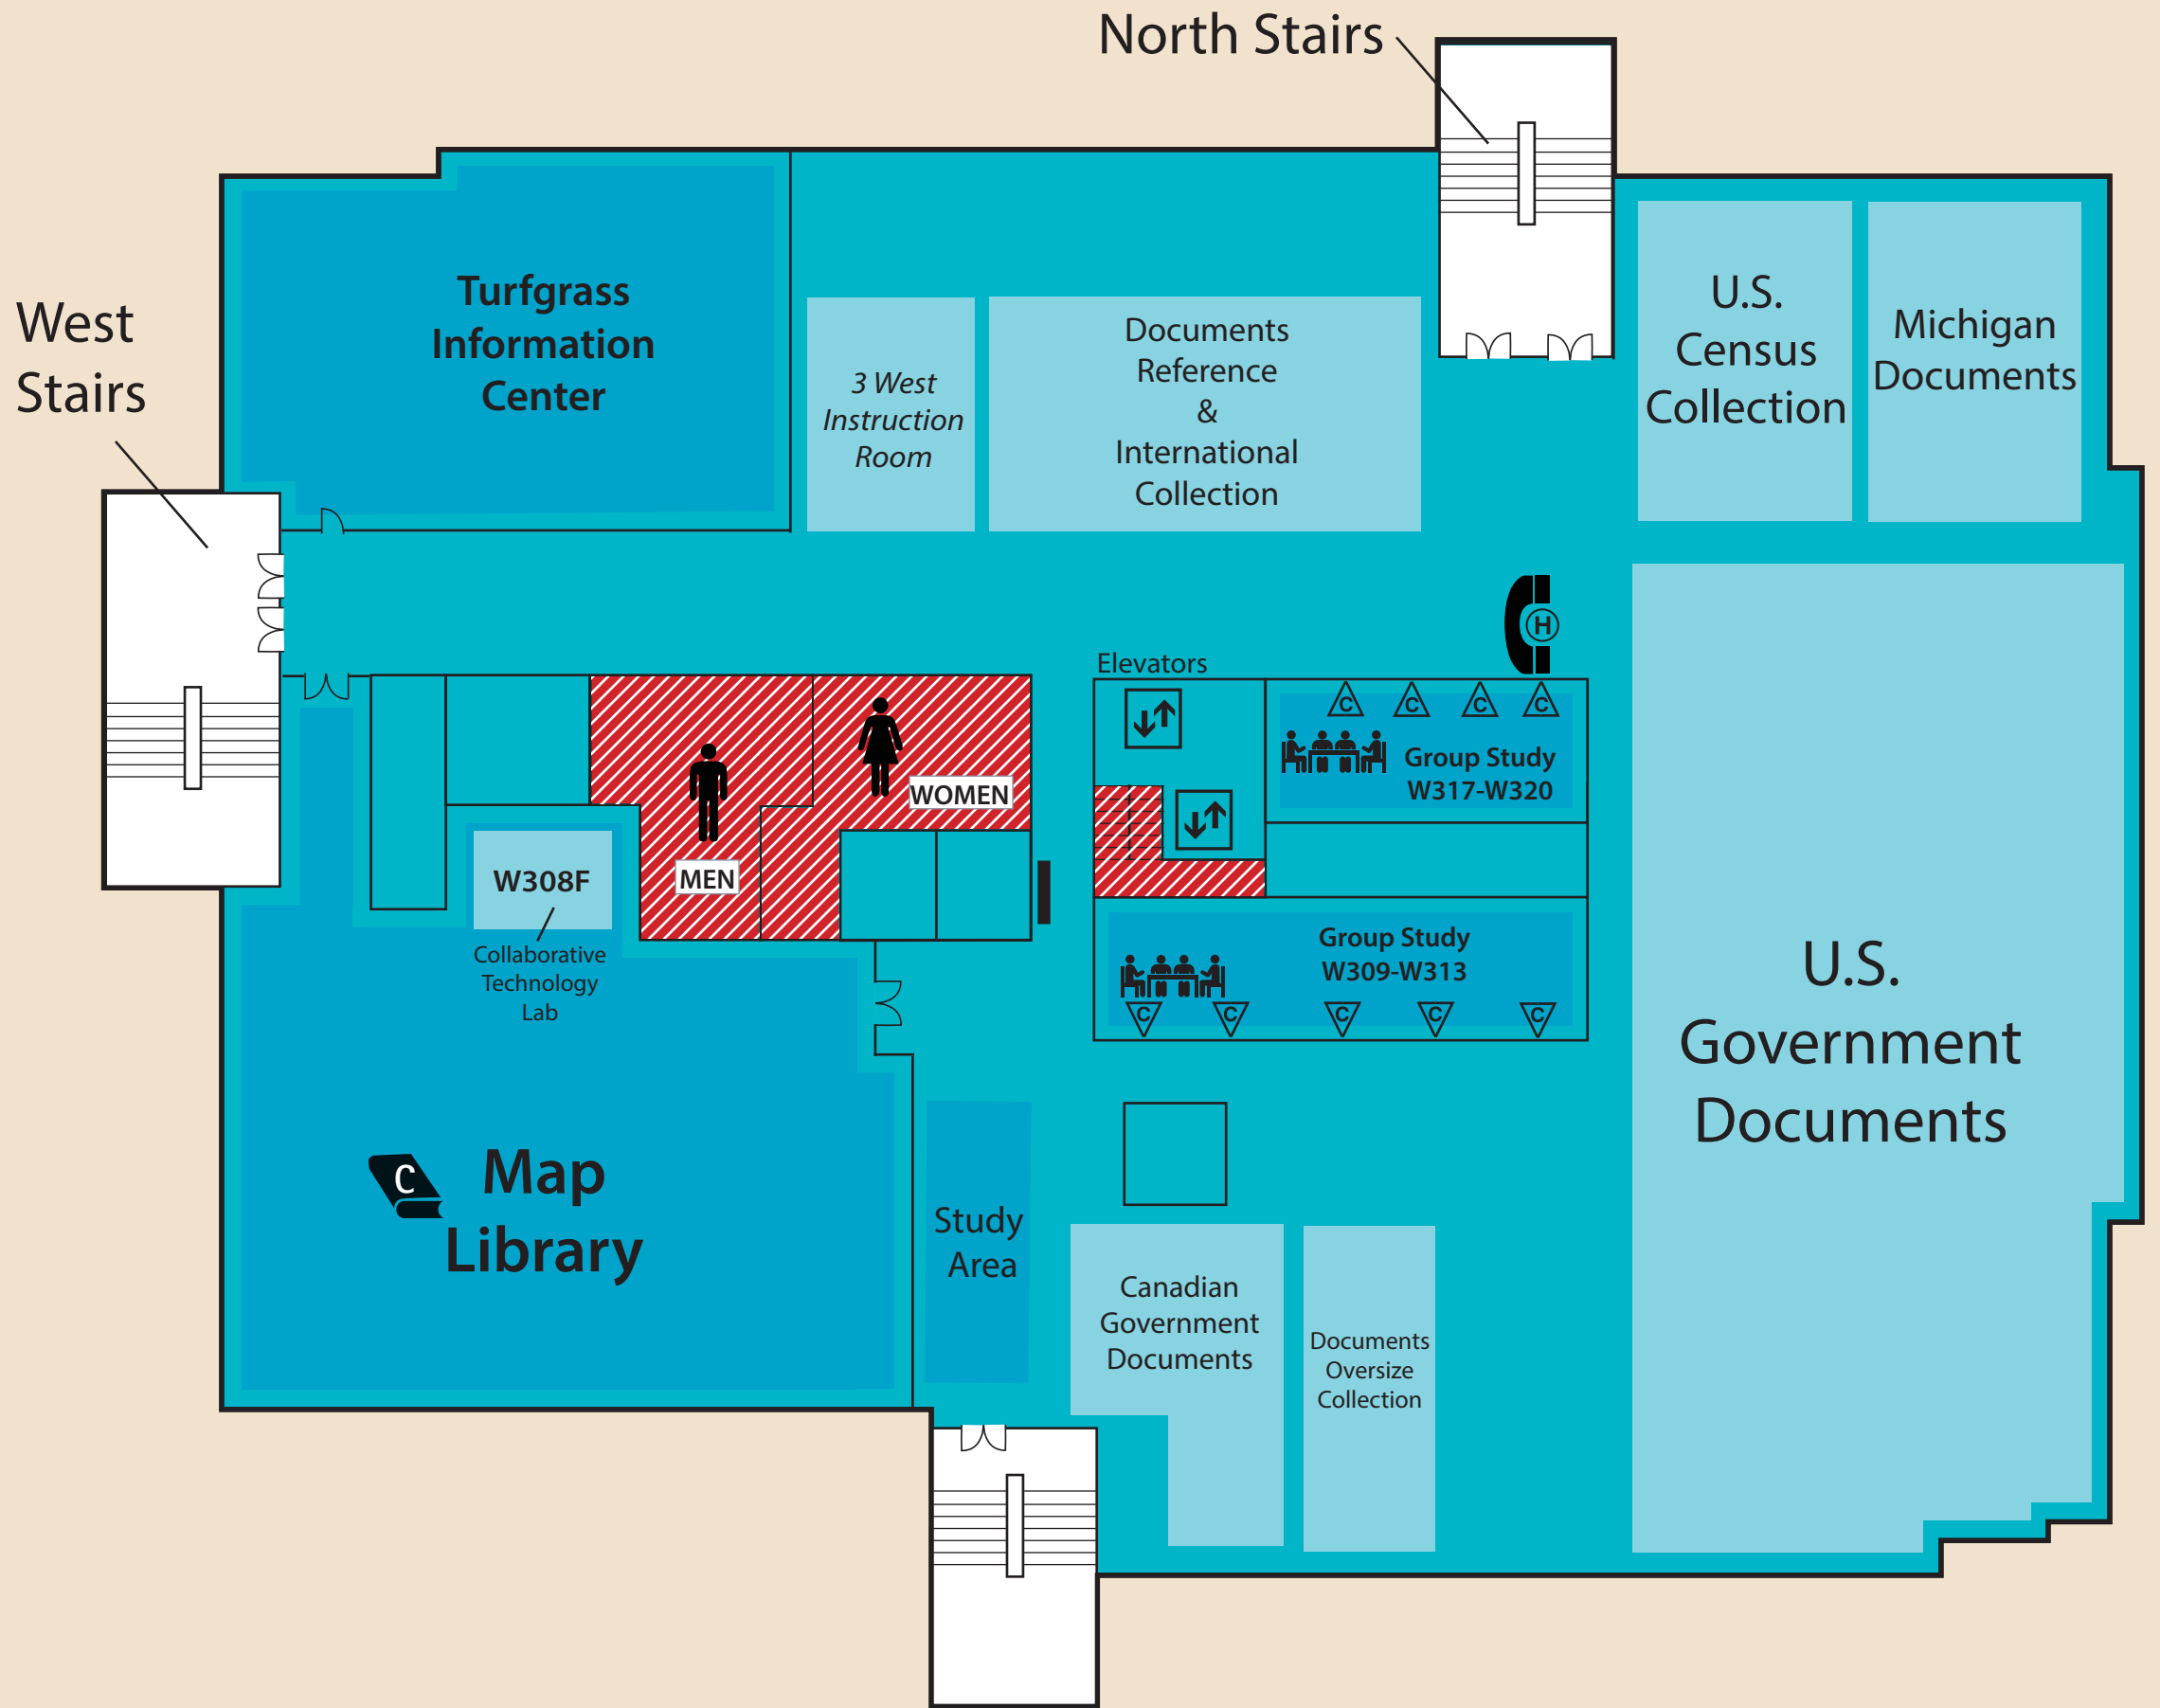 North Stairs
West
Stairs
Turfgrass
Information
Center
3 West
Instruction
Room
Documents
Reference
&
International
Collection
U.S.
Census
Collection
Michigan
Documents
H
Elevators
C C C C
Group Study
W317-W320
WOMEN
MEN
W308F
Collaborative
Technology
Lab
Group Study
W309-W313
C C C C C
U.S.
Government
Documents
C
Map
Library
Study
Area
Canadian
Government
Documents
Documents
Oversize
Collection